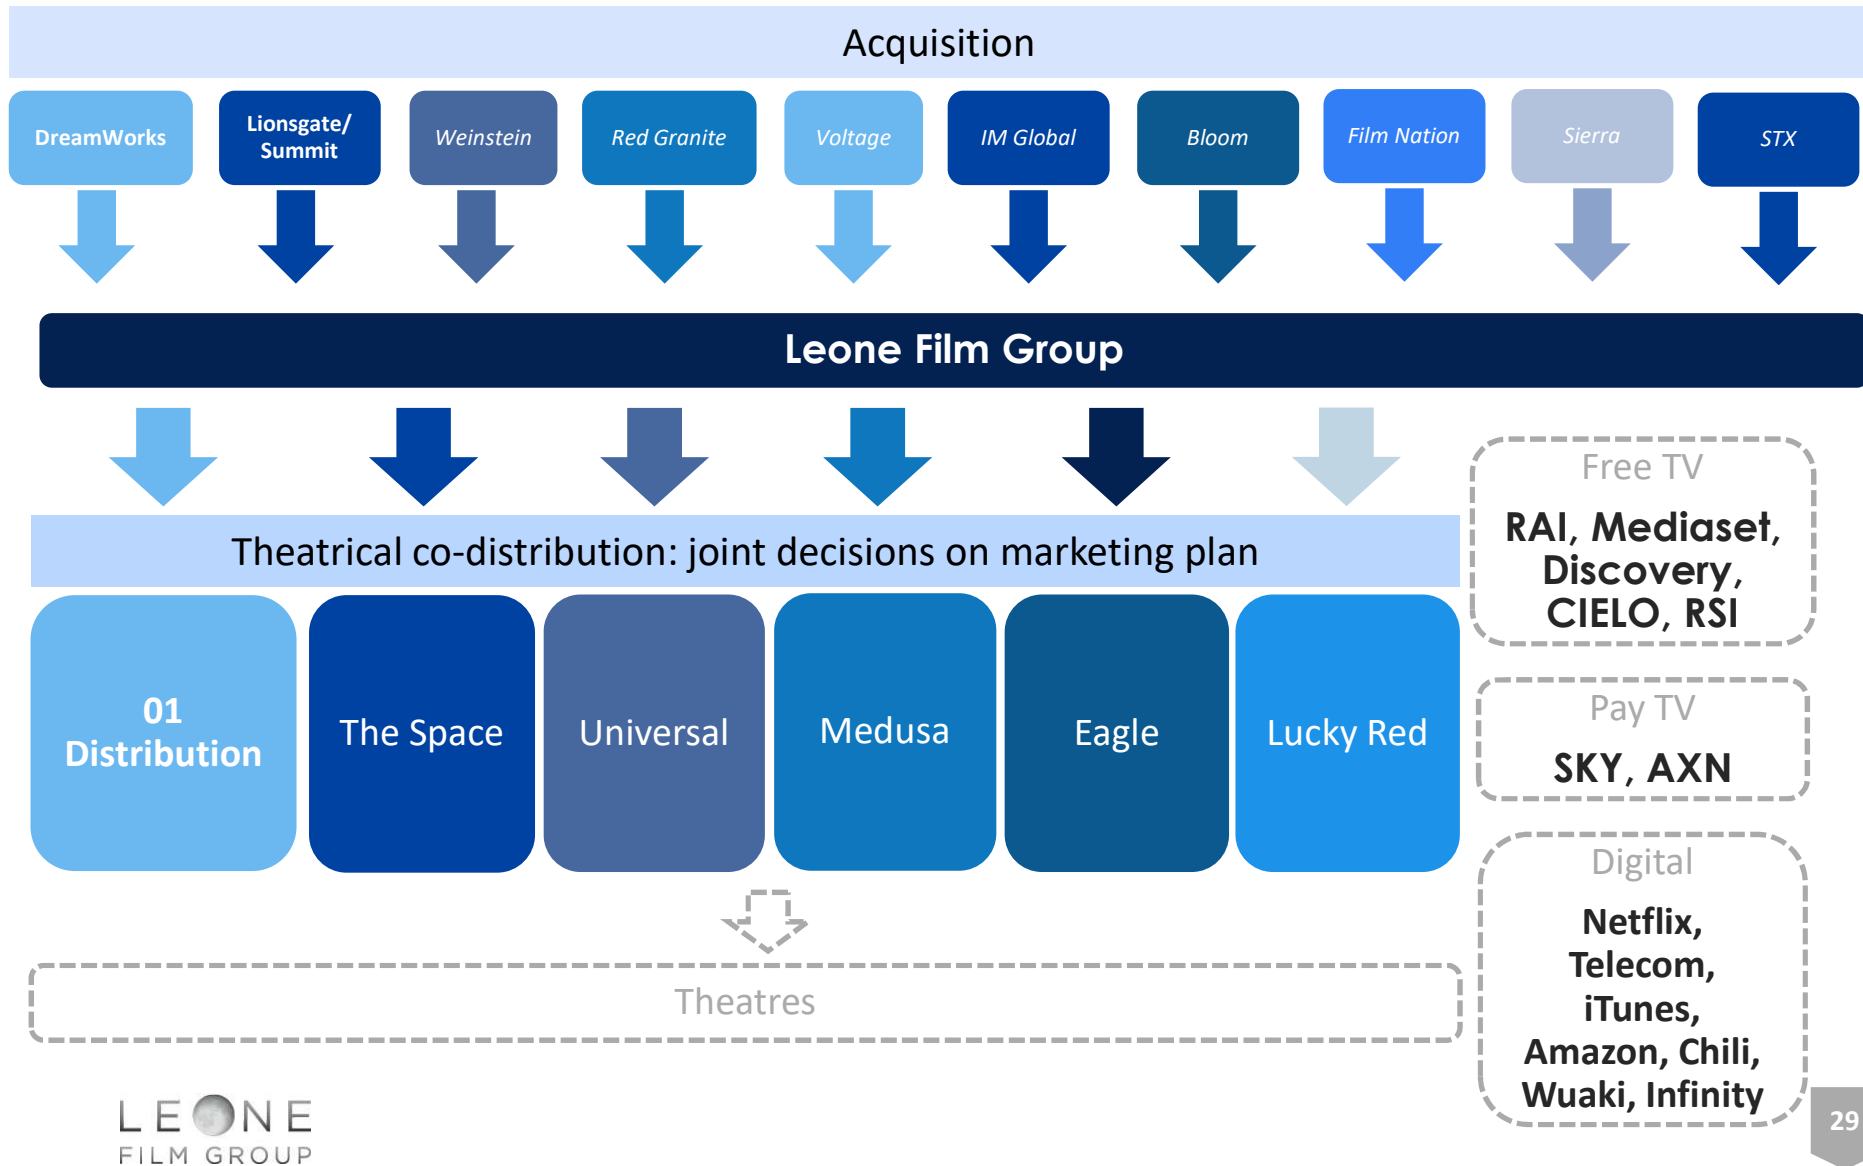 Acquisition
DreamWorks
Lionsgate/
Summit
Weinstein
Red Granite
Voltage
IM Global
Bloom
Film Nation
Sierra
STX
Leone Film Group
Theatrical co-distribution: joint decisions on marketing plan
01
Distribution
The Space
Universal
Medusa
Eagle
Lucky Red
Theatres
Free TV
RAI, Mediaset,
Discovery,
CIELO, RSI
Pay TV
SKY, AXN
Digital
Netflix,
Telecom,
iTunes,
Amazon, Chili,
Wuaki, Infinity
LEONE
FILM GROUP
29